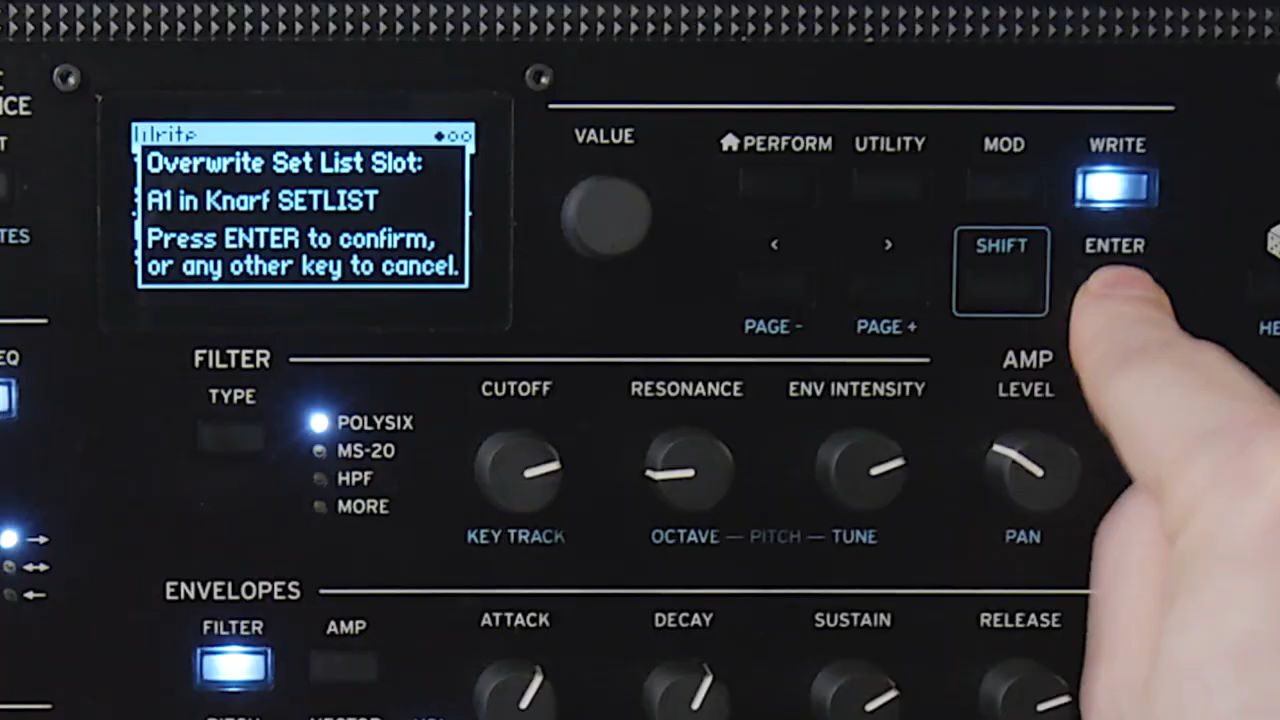 Write
Overwrite Set List Slot:
A1 in Knarf SETLIST
Press ENTER to confirm,
or any other key to cancel.
VALUE
PERFORM
UTILITY
MOD
WRITE
SHIFT
ENTER
<
>
PAGE -
PAGE +
FILTER
TYPE
POLYSIX
MS-20
HPF
MORE
CUTOFF
RESONANCE
ENV INTENSITY
AMP
LEVEL
KEY TRACK
OCTAVE — PITCH — TUNE
PAN
ENVELOPES
FILTER
AMP
ATTACK
DECAY
SUSTAIN
RELEASE